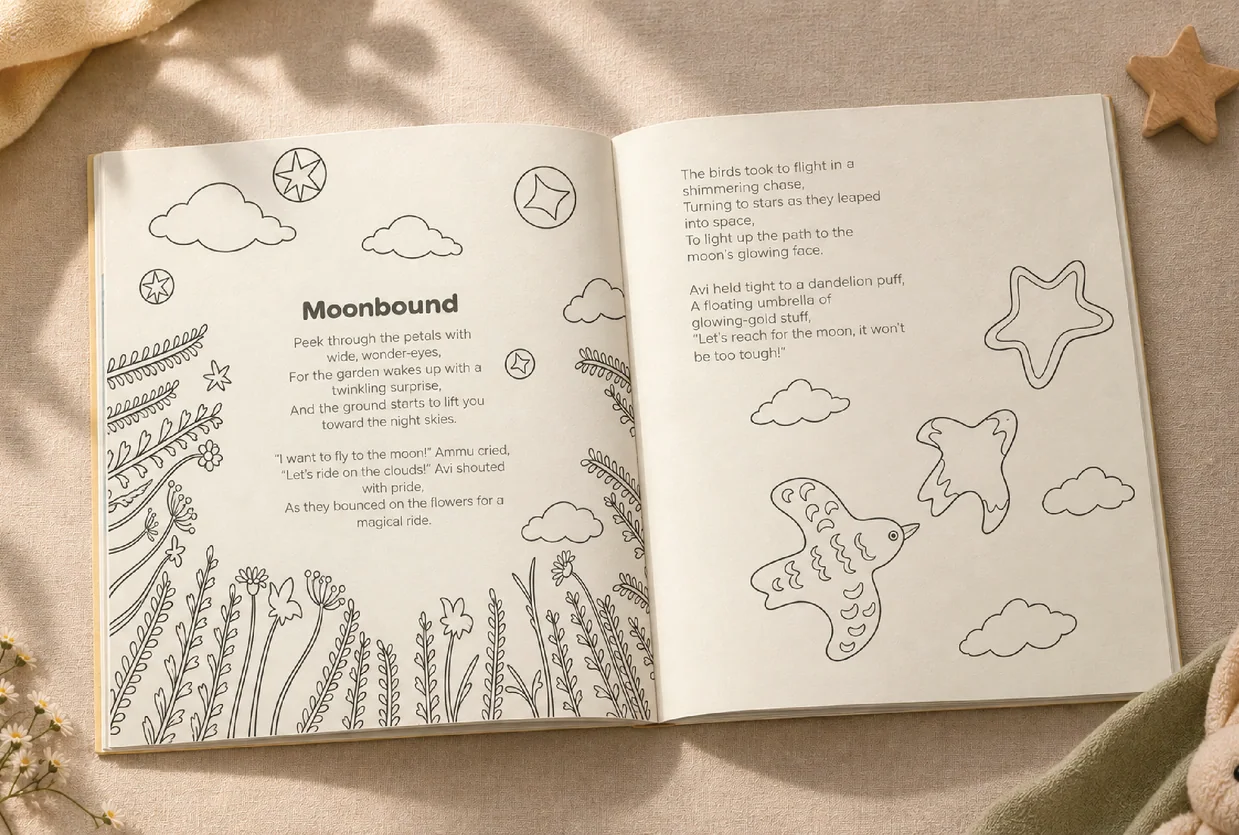 Moonbound
Peek through the petals with
wide, wonder-eyes,
For the garden wakes up with a
twinkling surprise,
And the ground starts to lift you
toward the night skies.
"I want to fly to the moon!" Ammu cried,
"Let's ride on the clouds!" Avi shouted
with pride,
As they bounced on the flowers for a
magical ride.
The birds took to flight in a
shimmering chase,
Turning to stars as they leaped
into space,
To light up the path to the
moon's glowing face.
Avi held tight to a dandelion puff,
A floating umbrella of
glowing-gold stuff,
"Let's reach for the moon, it won't
be too tough!"